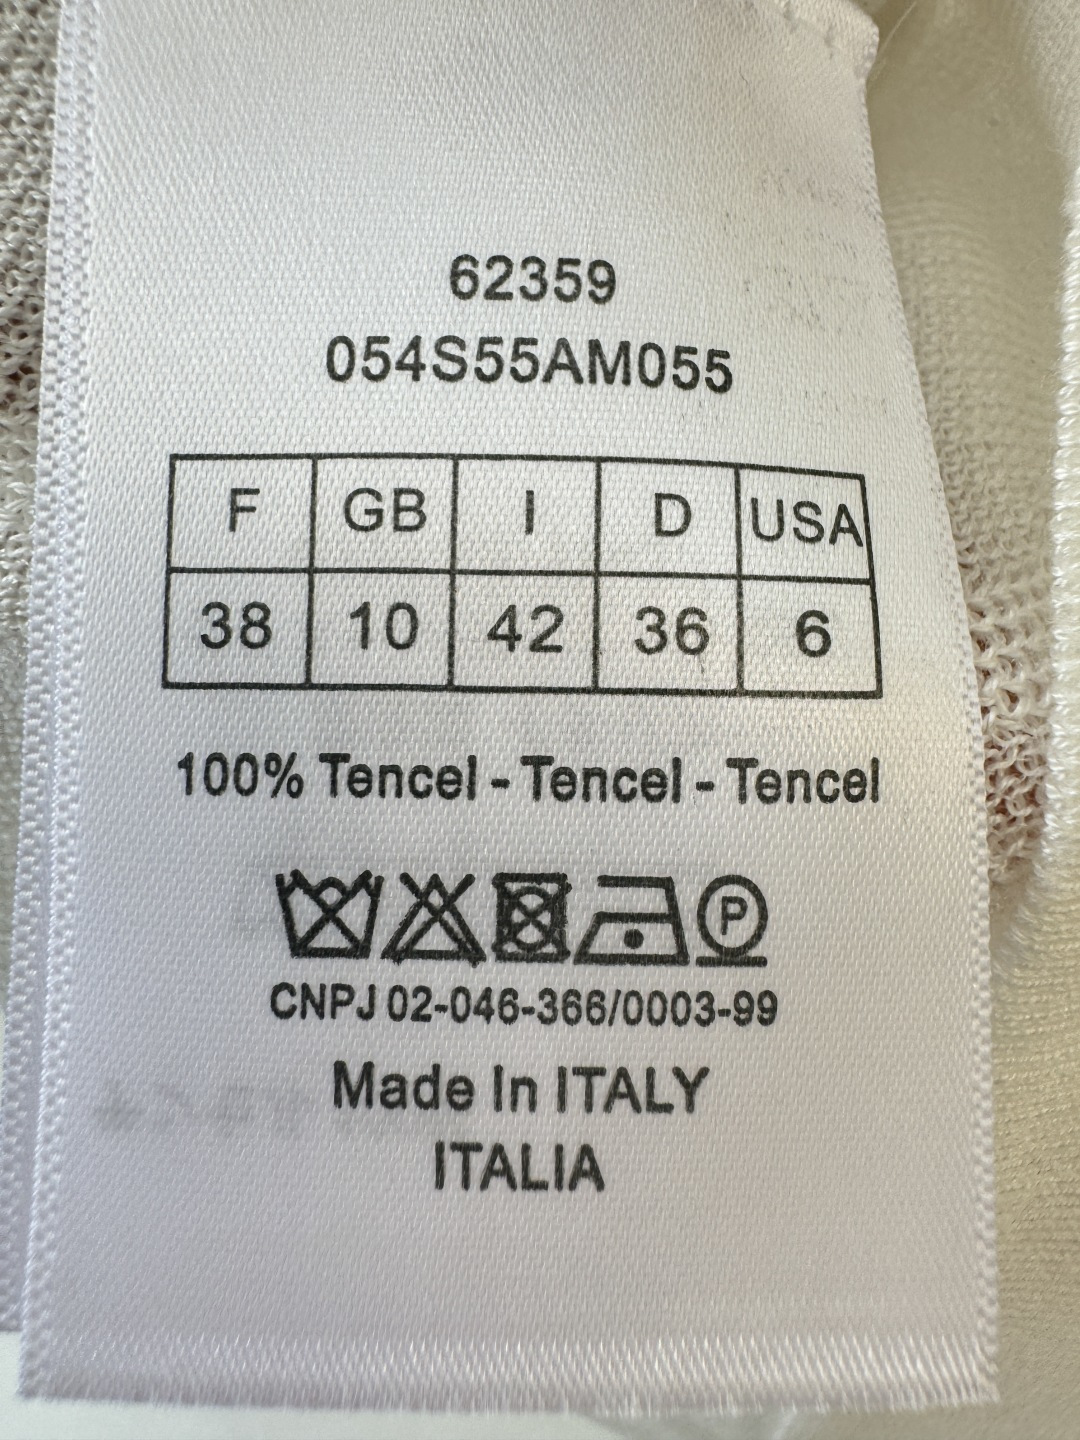 62359
054S55AM055
F GB I D USA
38 10 42 36 6
100% Tencel - Tencel - Tencel
P
CNPJ 02-046-366/0003-99
Made In ITALY
ITALIA